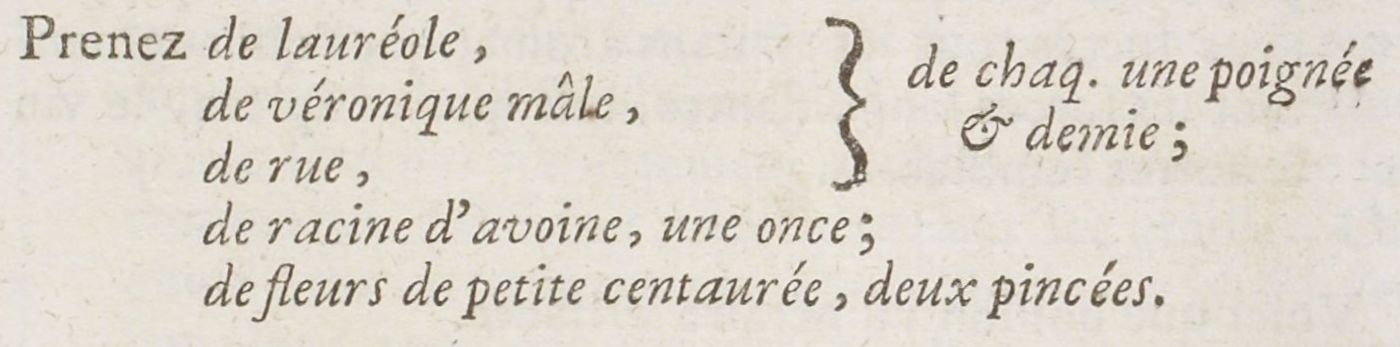 Prenez de lauréole,
de véronique mâle,
de rue,
de chaq. une poignée
& demie;
de racine d'avoine, une once;
de fleurs de petite centaurée, deux pincées.